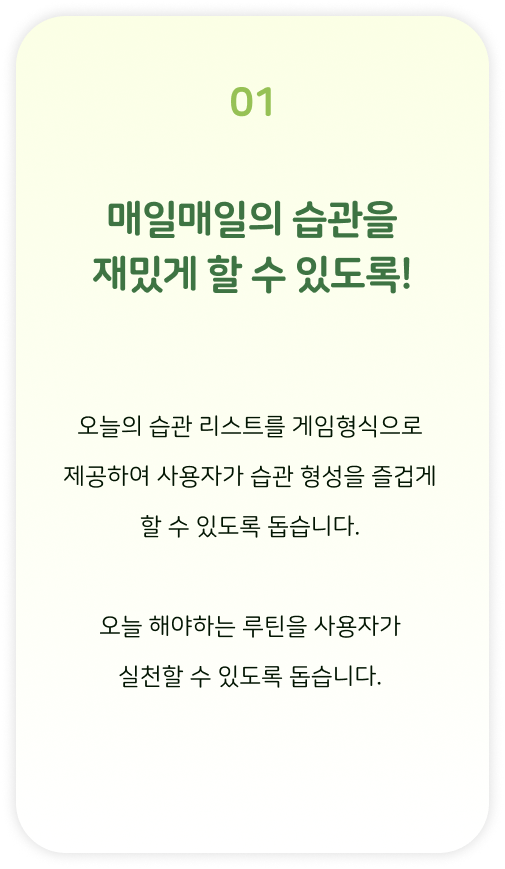 01
매일매일의 습관을
재밌게 할 수 있도록!
오늘의 습관 리스트를 게임형식으로
제공하여 사용자가 습관 형성을 즐겁게
할 수 있도록 돕습니다.
오늘 해야하는 루틴을 사용자가
실천할 수 있도록 돕습니다.